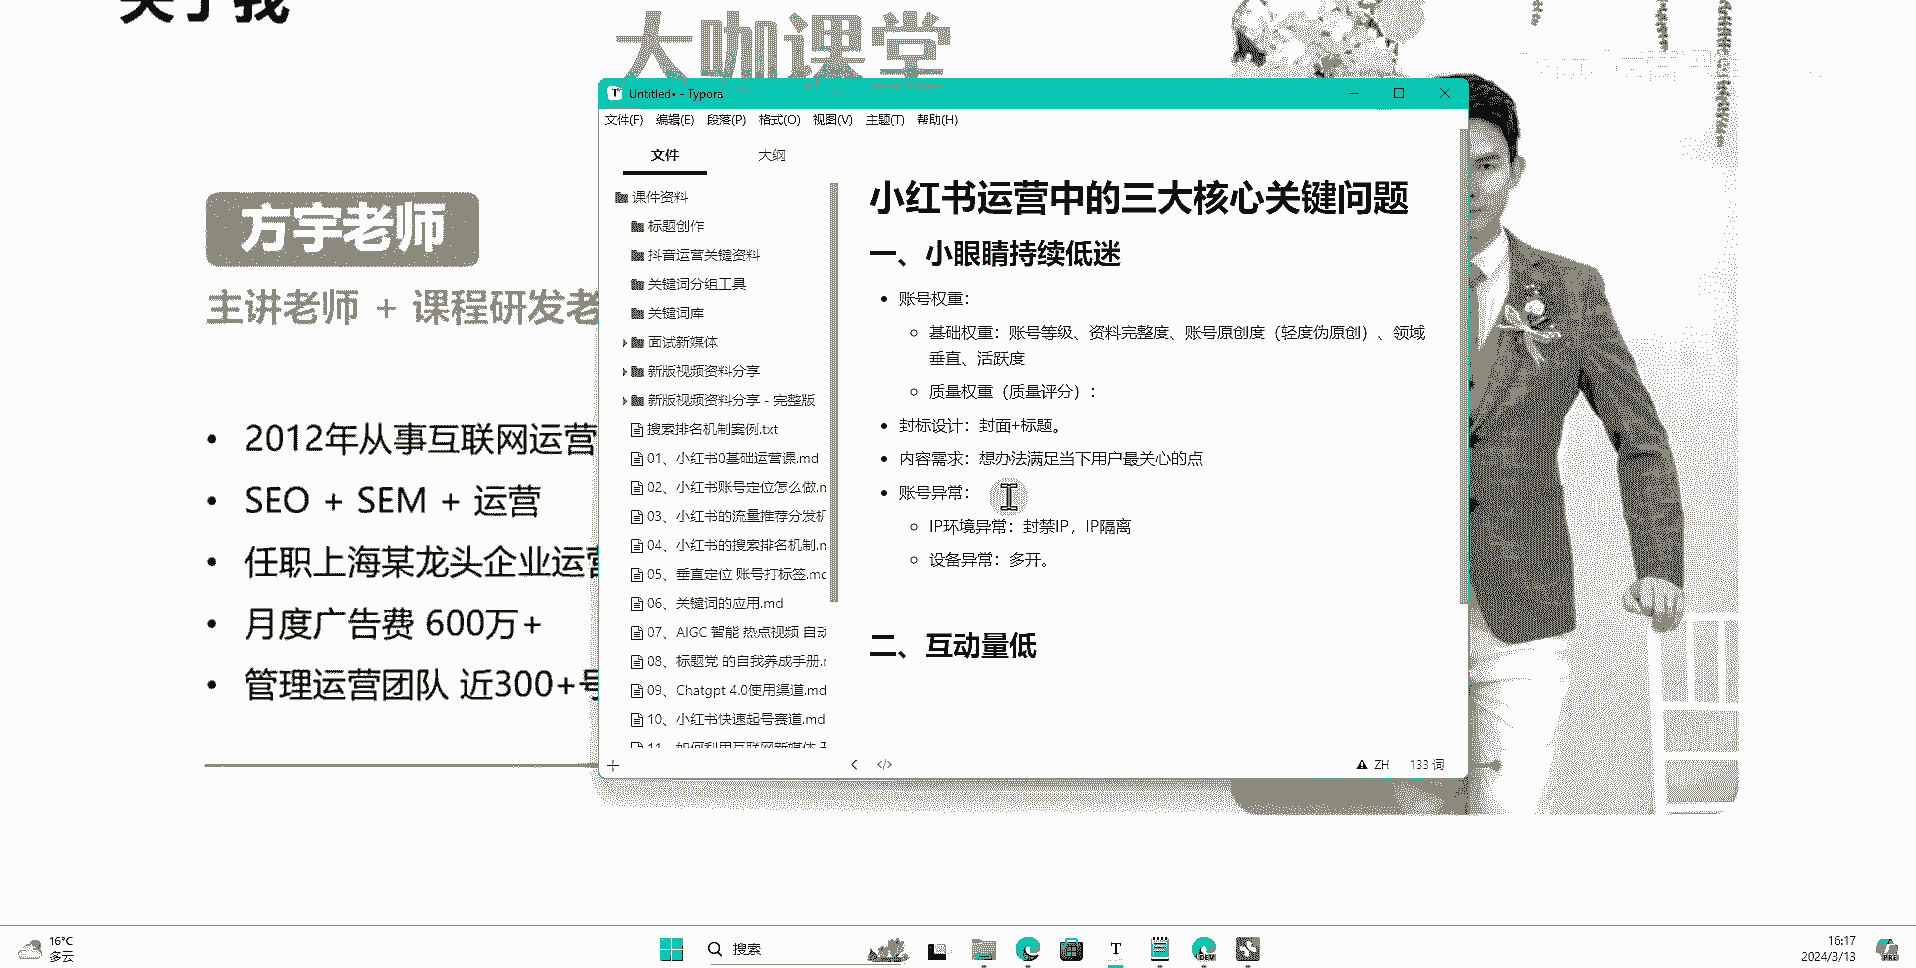 关于我
大咖课堂
方宇老师
主讲老师 + 课程研发老
2012年从事互联网运营
SEO + SEM + 运营
任职上海某龙头企业运营
月度广告费 600万+
管理运营团队 近300+号
Untitled• - Typora
文件(F) 编辑(E) 段落(P) 格式(O) 视图(V) 主题(T) 帮助(H)
文件 大纲
课件资料
标题创作
抖音运营关键资料
关键词分组工具
关键词库
面试新媒体
新版视频资料分享
新版视频资料分享 - 完整版
搜索排名机制案例.txt
01、小红书0基础运营课.md
02、小红书账号定位怎么做.m
03、小红书的流量推荐分发机
04、小红书的搜索排名机制.m
05、垂直定位 账号打标签.md
06、关键词的应用.md
07、AIGC 智能 热点视频 自动
08、标题党 的自我养成手册.m
09、Chatgpt 4.0使用渠道.md
10、小红书快速起号赛道.md
11、如何利用互联网新媒体
小红书运营中的三大核心关键问题
一、小眼睛持续低迷
• 账号权重：
基础权重：账号等级、资料完整度、账号原创度（轻度伪原创）、领域
垂直、活跃度
质量权重（质量评分）：
• 封标设计：封面+标题。
• 内容需求：想办法满足当下用户最关心的点
• 账号异常：
IP环境异常：封禁IP，IP隔离
设备异常：多开。
二、互动量低
ZH 133 词
16°C
多云
搜索
T
DEV
16:17
2024/3/13
PRE